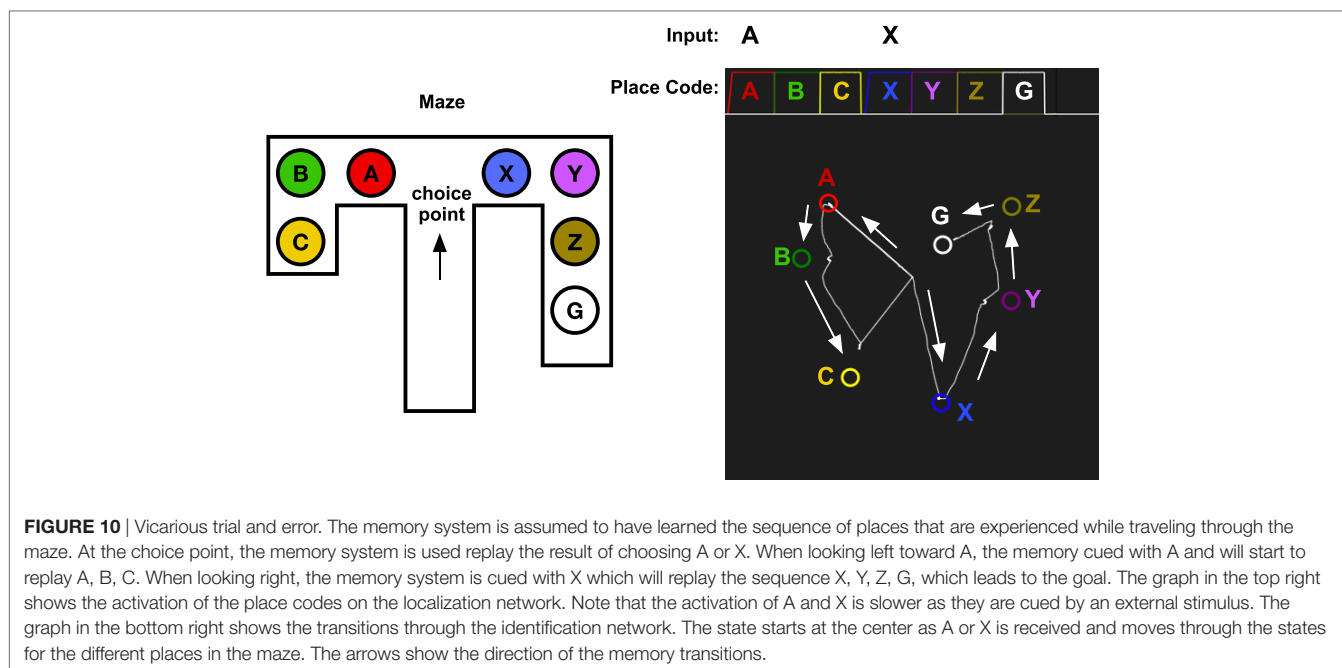 Input: A X
Place Code: A B C X Y Z G
Maze
B A X Y
choice
point
C Z
G
A
Z
G
B
Y
C
X
FIGURE 10 | Vicarious trial and error. The memory system is assumed to have learned the sequence of places that are experienced while traveling through the
maze. At the choice point, the memory system is used replay the result of choosing A or X. When looking left toward A, the memory cued with A and will start to
replay A, B, C. When looking right, the memory system is cued with X which will replay the sequence X, Y, Z, G, which leads to the goal. The graph in the top right
shows the activation of the place codes on the localization network. Note that the activation of A and X is slower as they are cued by an external stimulus. The
graph in the bottom right shows the transitions through the identification network. The state starts at the center as A or X is received and moves through the states
for the different places in the maze. The arrows show the direction of the memory transitions.